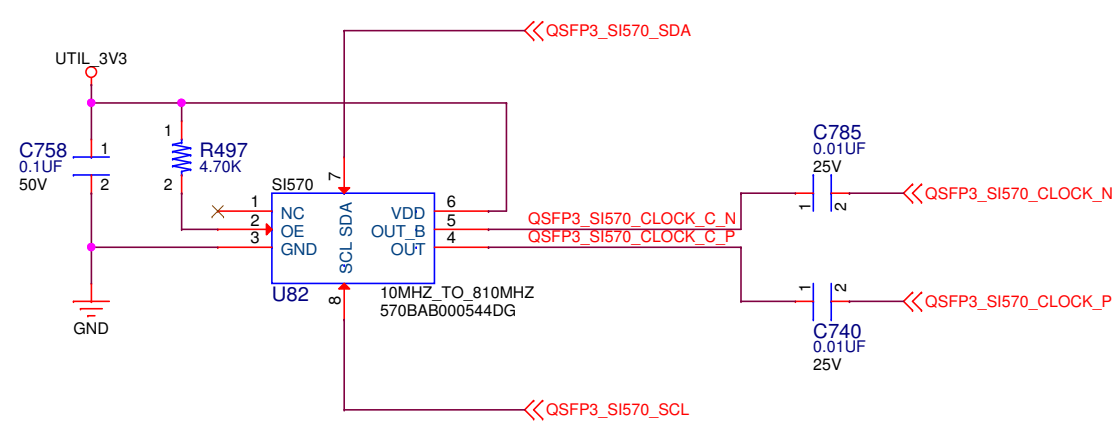 QSFP3_SI570_SDA
UTIL_3V3
C758
0.1UF
50V
1
2
1
2
R497
4.70K
SI570
7
1
2
3
NC
OE
GND
SCL SDA
VDD
OUT_B
OUT
6
5
4
8
U82
10MHZ_TO_810MHZ
570BAB000544DG
QSFP3_SI570_CLOCK_C_N
QSFP3_SI570_CLOCK_C_P
C785
0.01UF
25V
1
2
QSFP3_SI570_CLOCK_N
1
2
QSFP3_SI570_CLOCK_P
C740
0.01UF
25V
GND
QSFP3_SI570_SCL